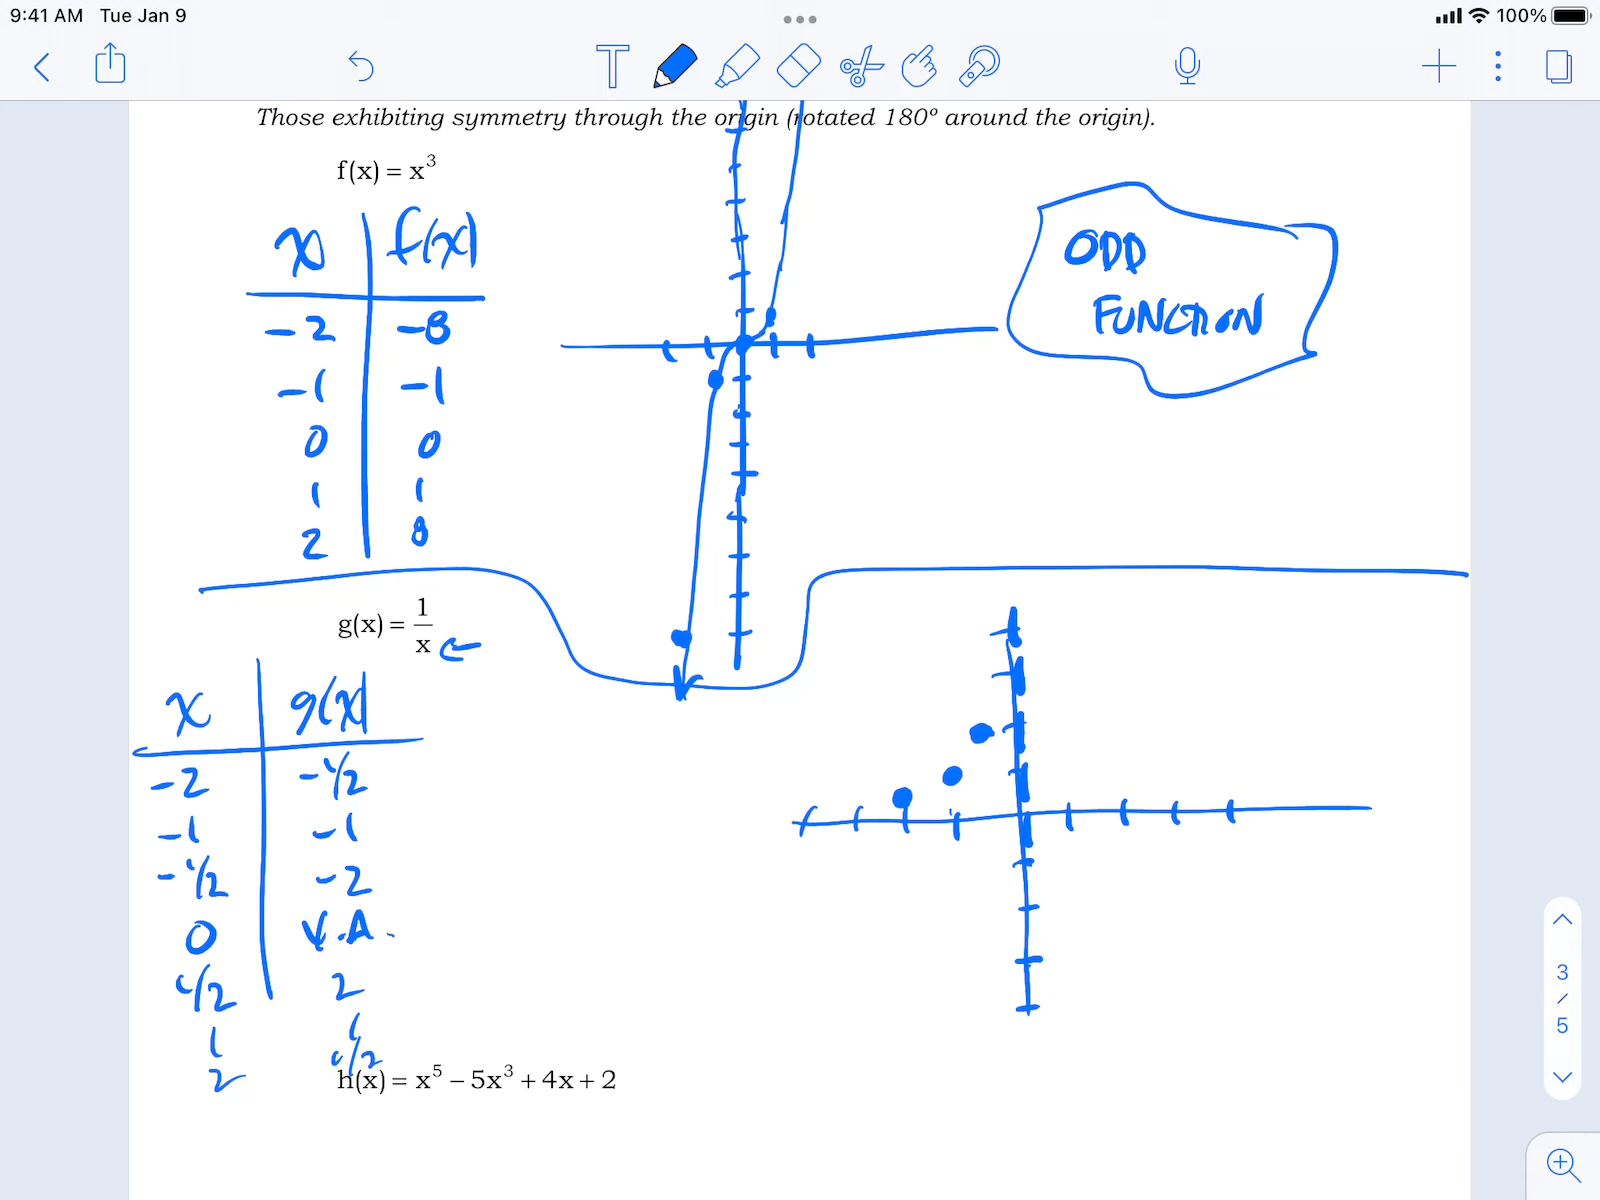 9:41 AM Tue Jan 9
100%
Those exhibiting symmetry through the origin (rotated 180º around the origin).
f(x) = x³
x f(x)
-2 -8
-1 -1
0 0
1 1
2 8
ODD
FUNCTION
g(x) = 1/x
x g(x)
-2 -1/2
-1 -1
-1/2 -2
0 V.A.
1/2 2
1 1
2 1/2
h(x) = x⁵ – 5x³ + 4x + 2
3
/
5